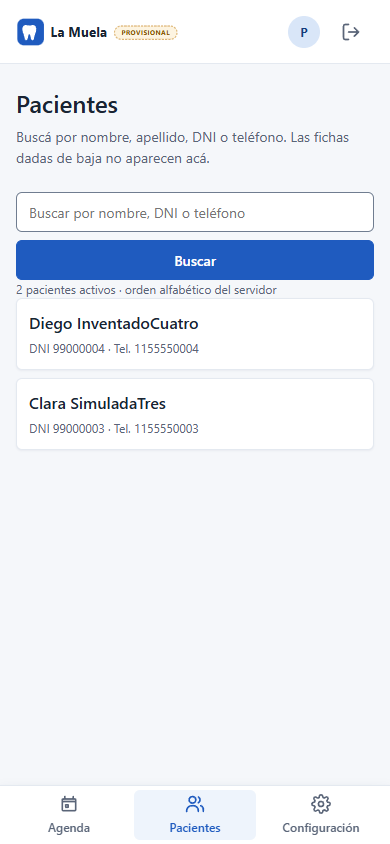 La Muela PROVISIONAL P
Pacientes
Buscá por nombre, apellido, DNI o teléfono. Las fichas
dadas de baja no aparecen acá.
Buscar por nombre, DNI o teléfono
Buscar
2 pacientes activos · orden alfabético del servidor
Diego InventadoCuatro
DNI 99000004 · Tel. 1155550004
Clara SimuladaTres
DNI 99000003 · Tel. 1155550003
Agenda Pacientes Configuración